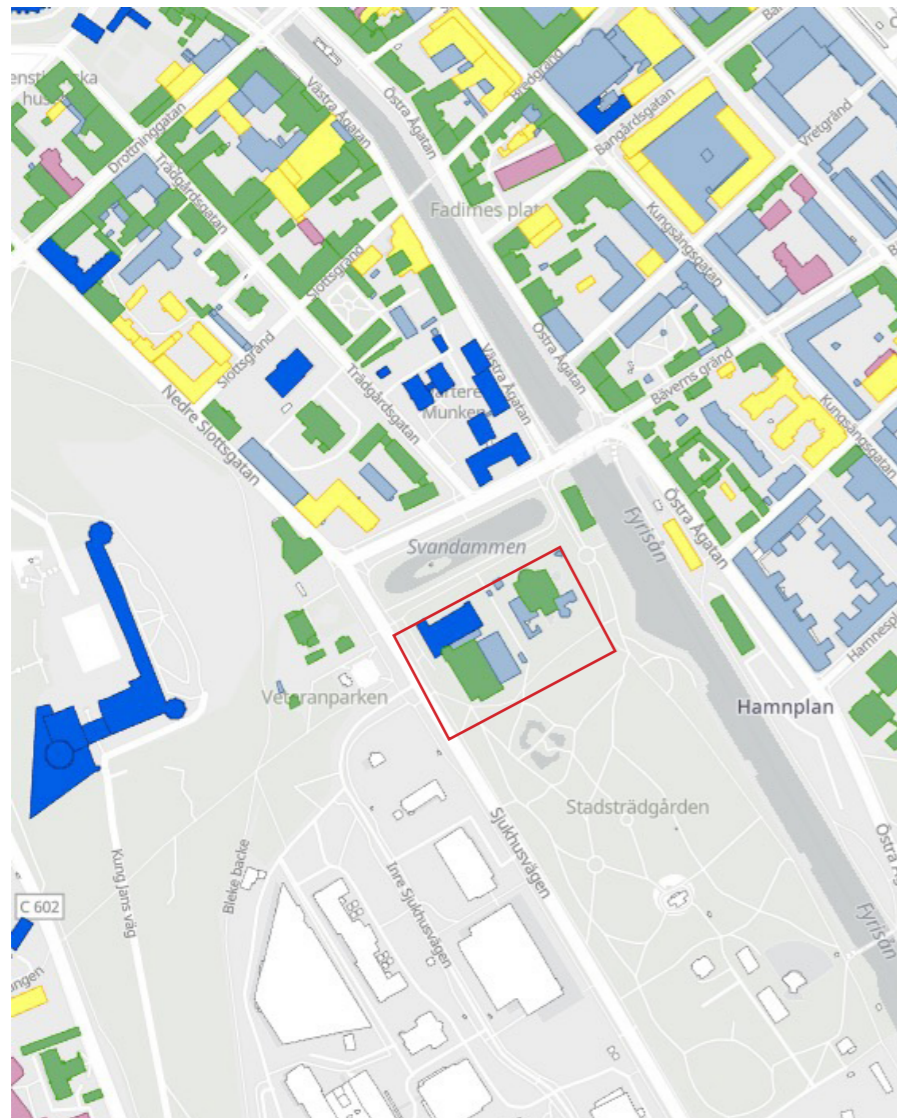 Drottninggatan
Västra Ågatan
Östra Ågatan
Bredgränd
Bangårdsgatan
Vretgränd
Trädgårdsgatan
Fadimes plat
Kungsängsgatan
Slottsgränd
Slottsgränd
Östra Ågatan
Västra Ågatan
Bäverns gränd
Trädgårdsgatan
Munken
Nedre Slottsgatan
Kungsängsgatan
Östra Ågatan
Fyrisån
Svandammen
Veteranparken
Hamnplan
Stadsträdgården
Sjukhusvägen
Kung Jans väg
Bleke backe
Inre Sjukhusvägen
C 602
Fyrisån